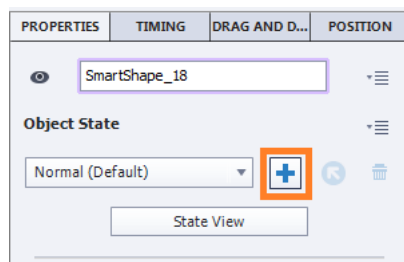 PROPERTIES TIMING DRAG AND D... POSITION
SmartShape_18
Object State
Normal (Default)
State View